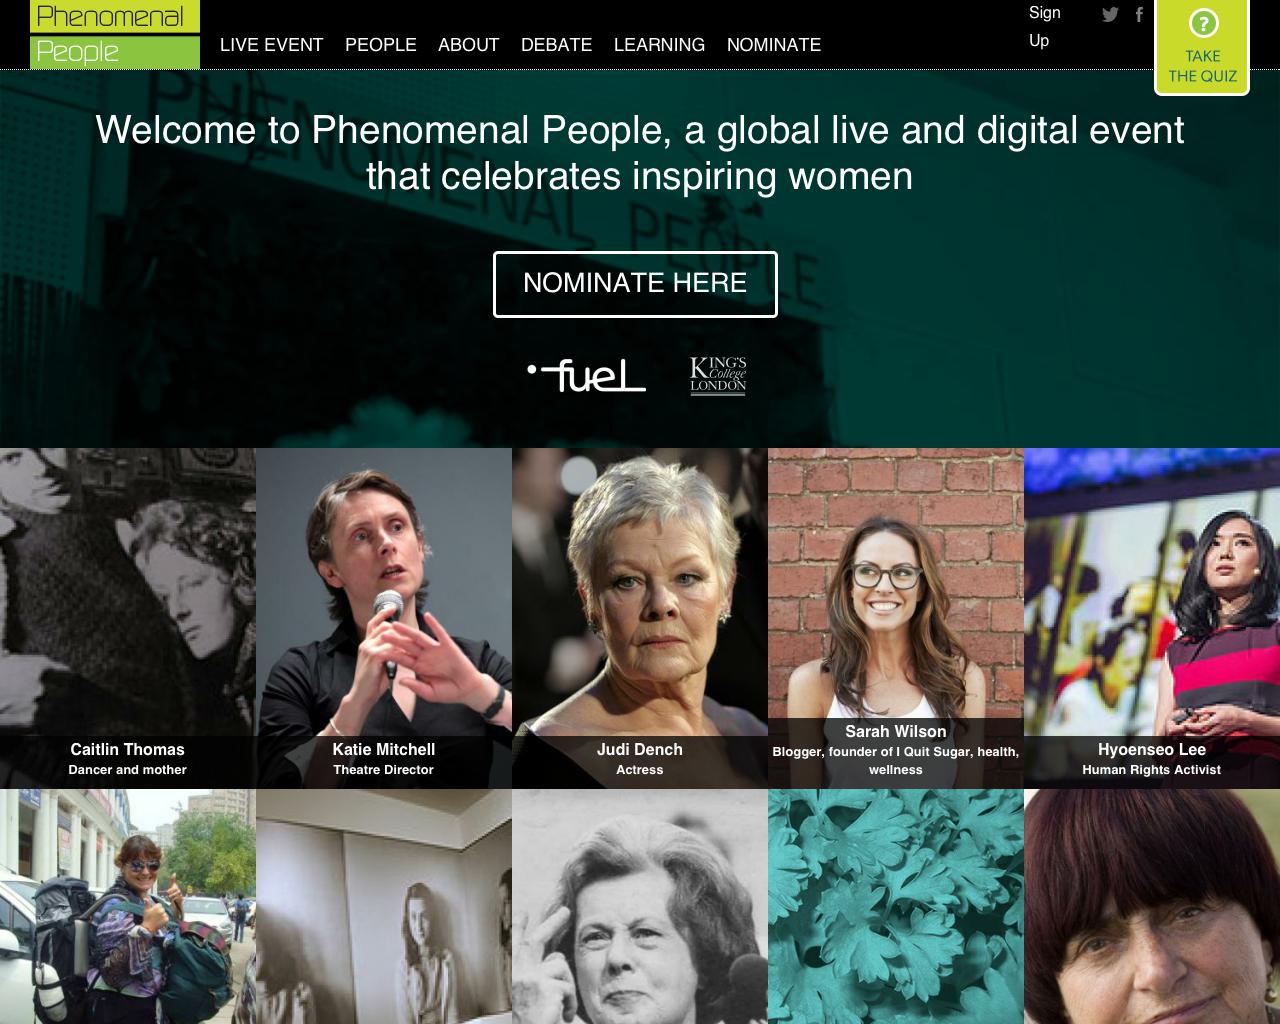 Phenomenal
People
LIVE EVENT PEOPLE ABOUT DEBATE LEARNING NOMINATE
Sign
Up
?
TAKE
THE QUIZ
PHENOMENAL PEOPLE
Welcome to Phenomenal People, a global live and digital event
that celebrates inspiring women
NOMINATE HERE
fuel
KING'S
College
LONDON
Caitlin Thomas
Dancer and mother
Katie Mitchell
Theatre Director
Judi Dench
Actress
Sarah Wilson
Blogger, founder of I Quit Sugar, health,
wellness
Hyoenseo Lee
Human Rights Activist